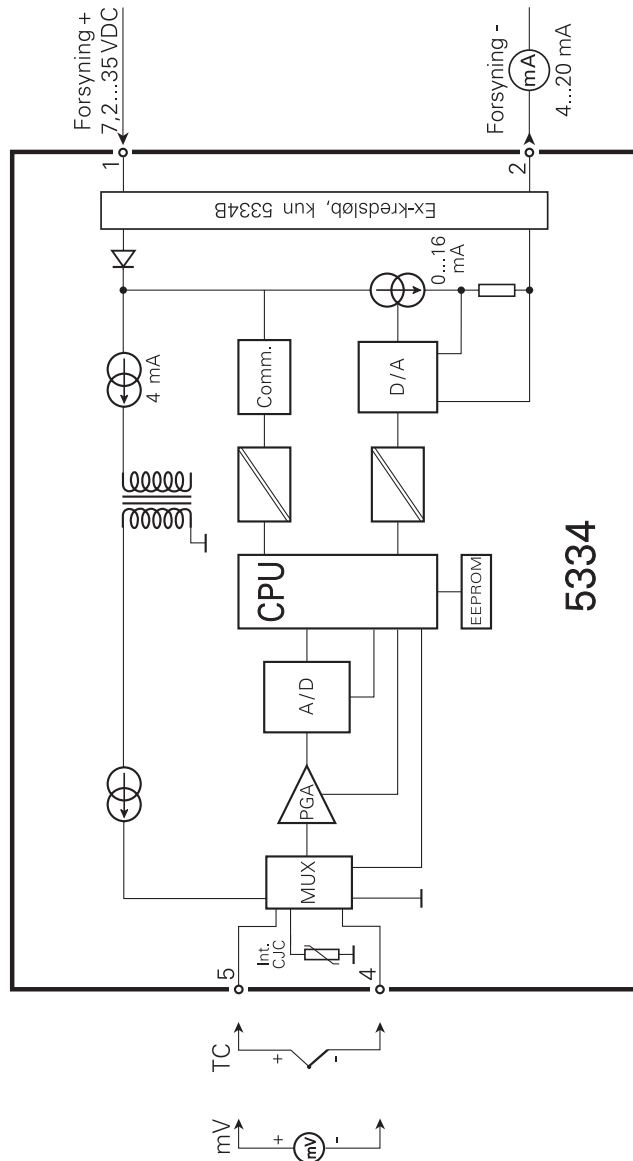 Forsyning +
7,2...35 VDC
Forsyning -
mA
4...20 mA
1
2
Ex-kredsløb, kun 5334B
4 mA
0...16
mA
Comm.
D/A
CPU
EEPROM
5334
A/D
PGA
MUX
Int.
CJC
5
4
TC
+
-
mV
+
mV
-